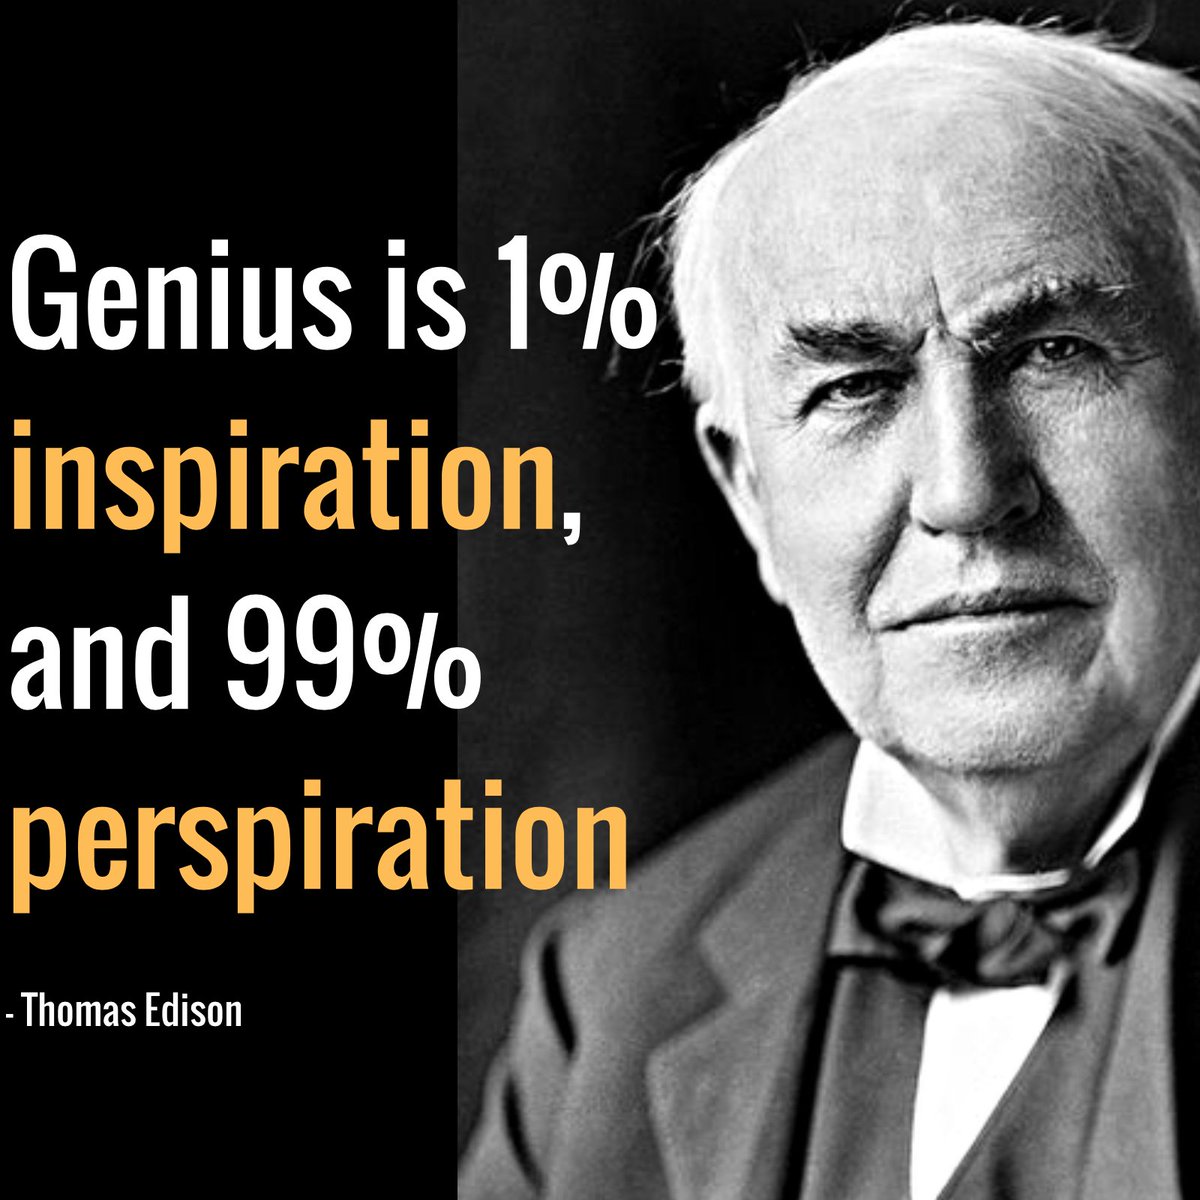 Genius is 1%
inspiration,
and 99%
perspiration
- Thomas Edison